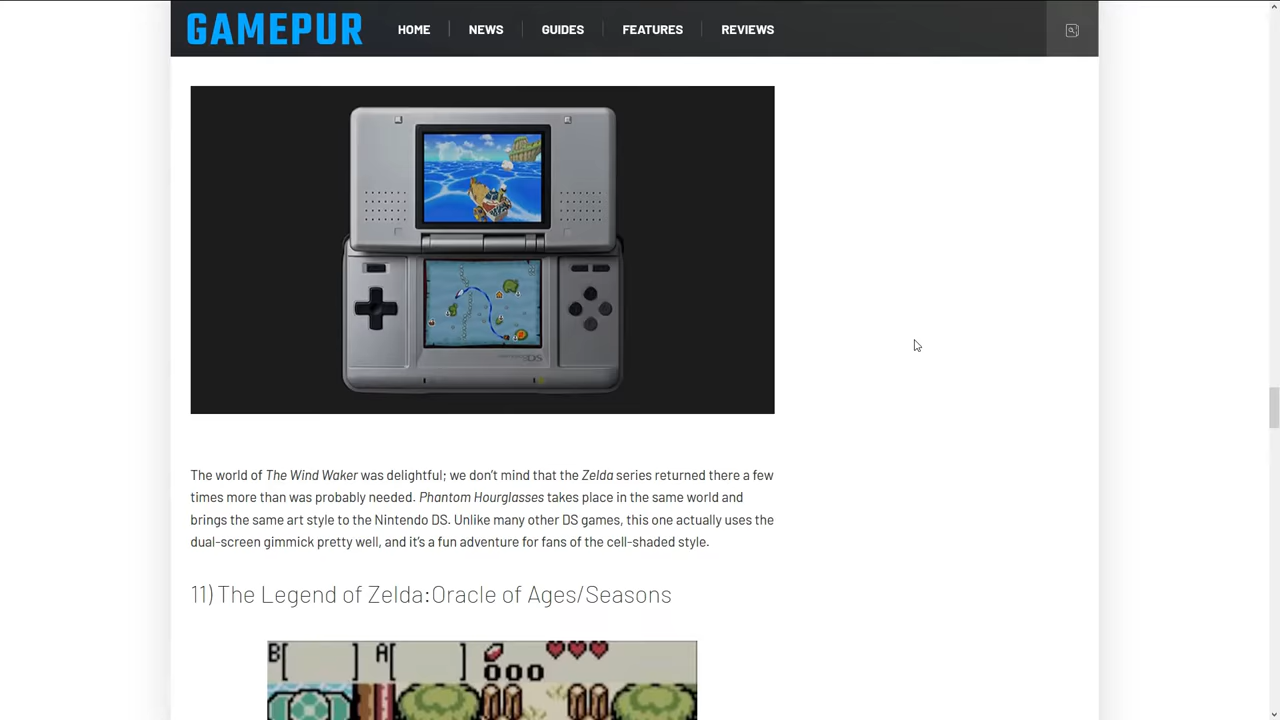 GAMEPUR
HOME
NEWS
GUIDES
FEATURES
REVIEWS
The world of The Wind Waker was delightful; we don't mind that the Zelda series returned there a few
times more than was probably needed. Phantom Hourglasses takes place in the same world and
brings the same art style to the Nintendo DS. Unlike many other DS games, this one actually uses the
dual-screen gimmick pretty well, and it's a fun adventure for fans of the cell-shaded style.
11) The Legend of Zelda:Oracle of Ages/Seasons
B[ ] A[ ]
000